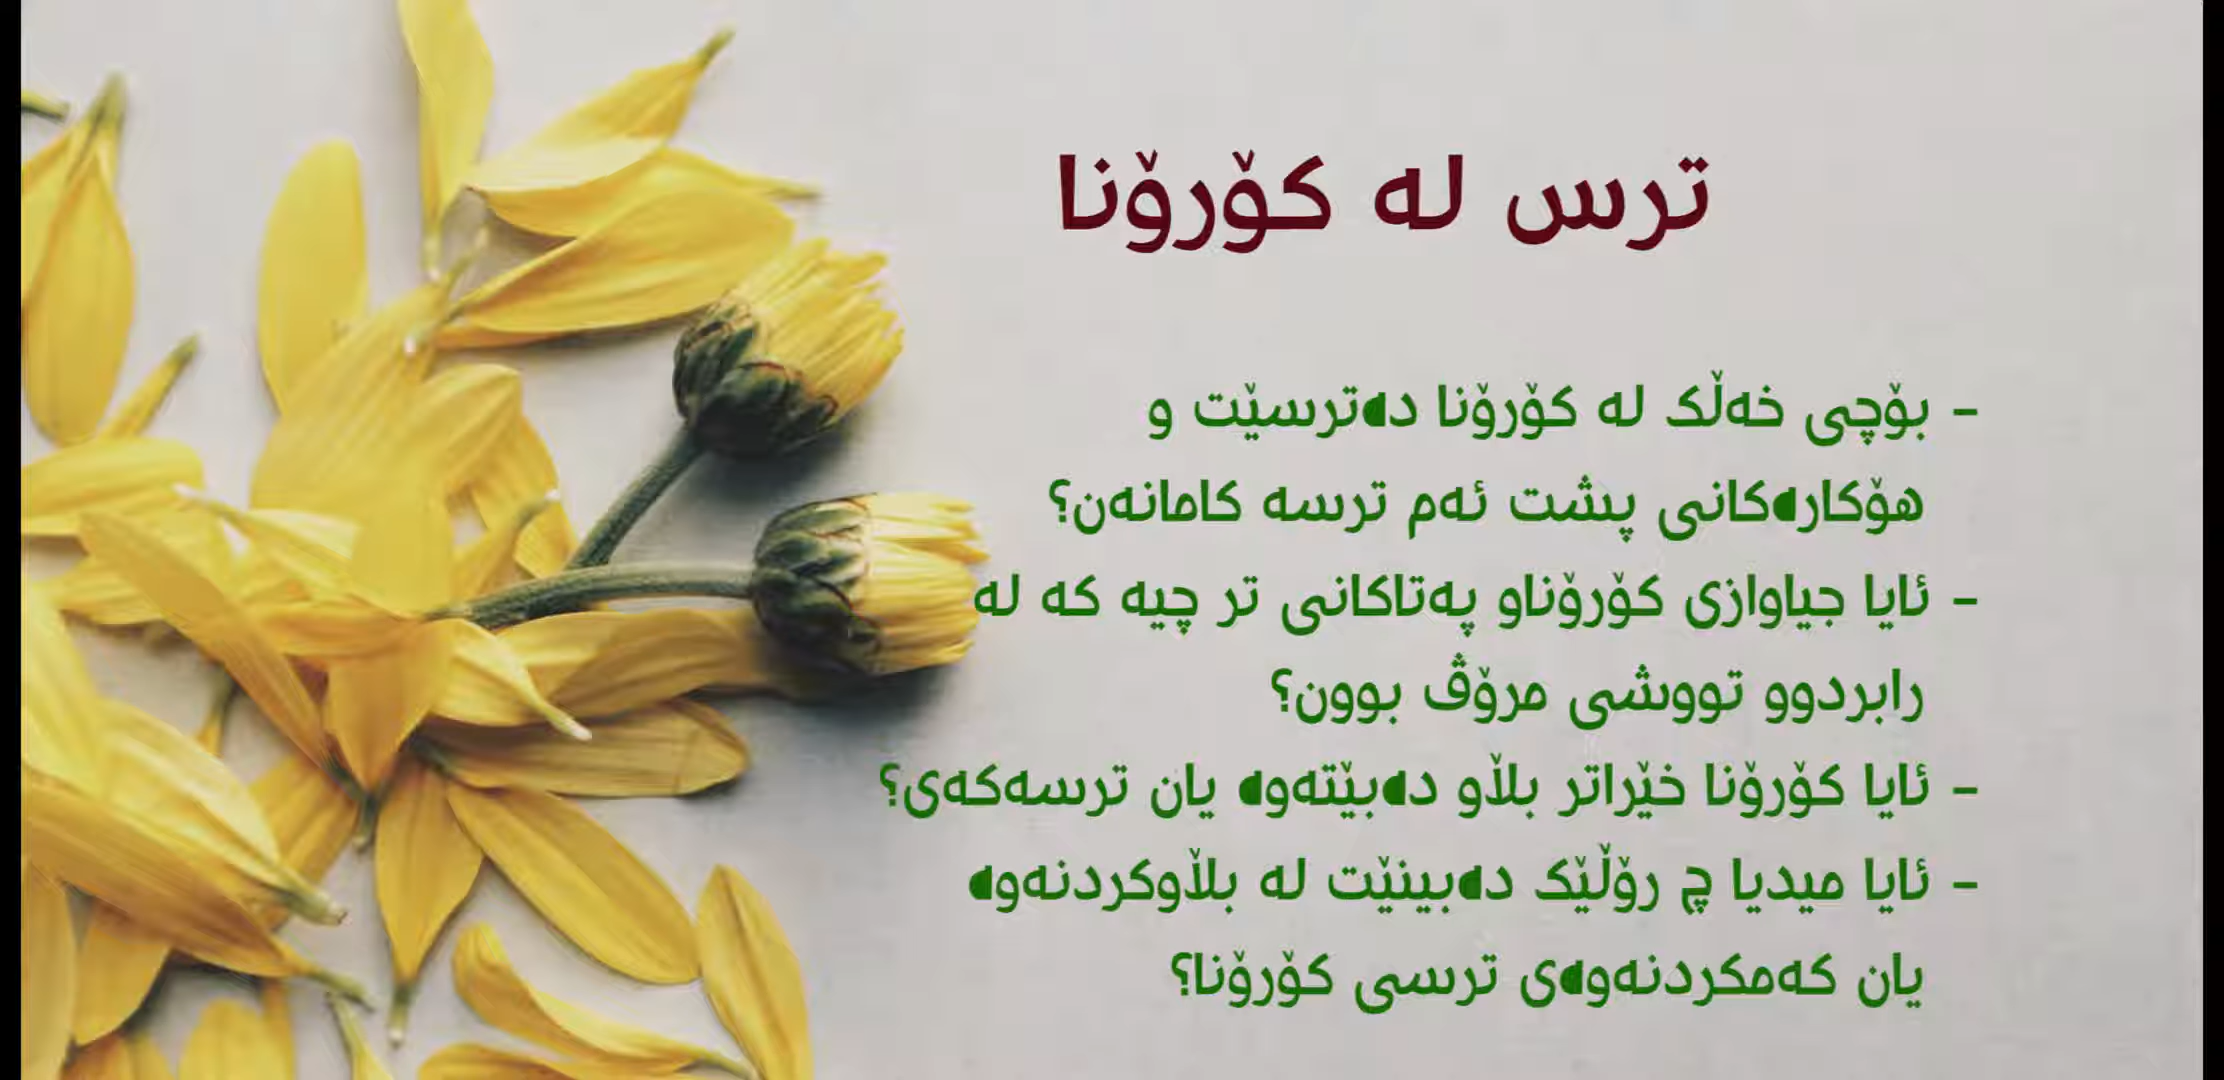 ترس لە کۆرۆنا
- بۆچی خەڵک لە کۆرۆنا دەترسێت و
هۆکارەکانی پشت ئەم ترسە کامانەن؟
- ئایا جیاوازی کۆرۆناو پەتاکانی تر چیە کە لە
رابردوو تووشی مرۆڤ بوون؟
- ئایا کۆرۆنا خێراتر بڵاو دەبێتەوە یان ترسەکەی؟
- ئایا میدیا چ رۆڵێک دەبینێت لە بڵاوکردنەوە
یان کەمکردنەوەی ترسی کۆرۆنا؟